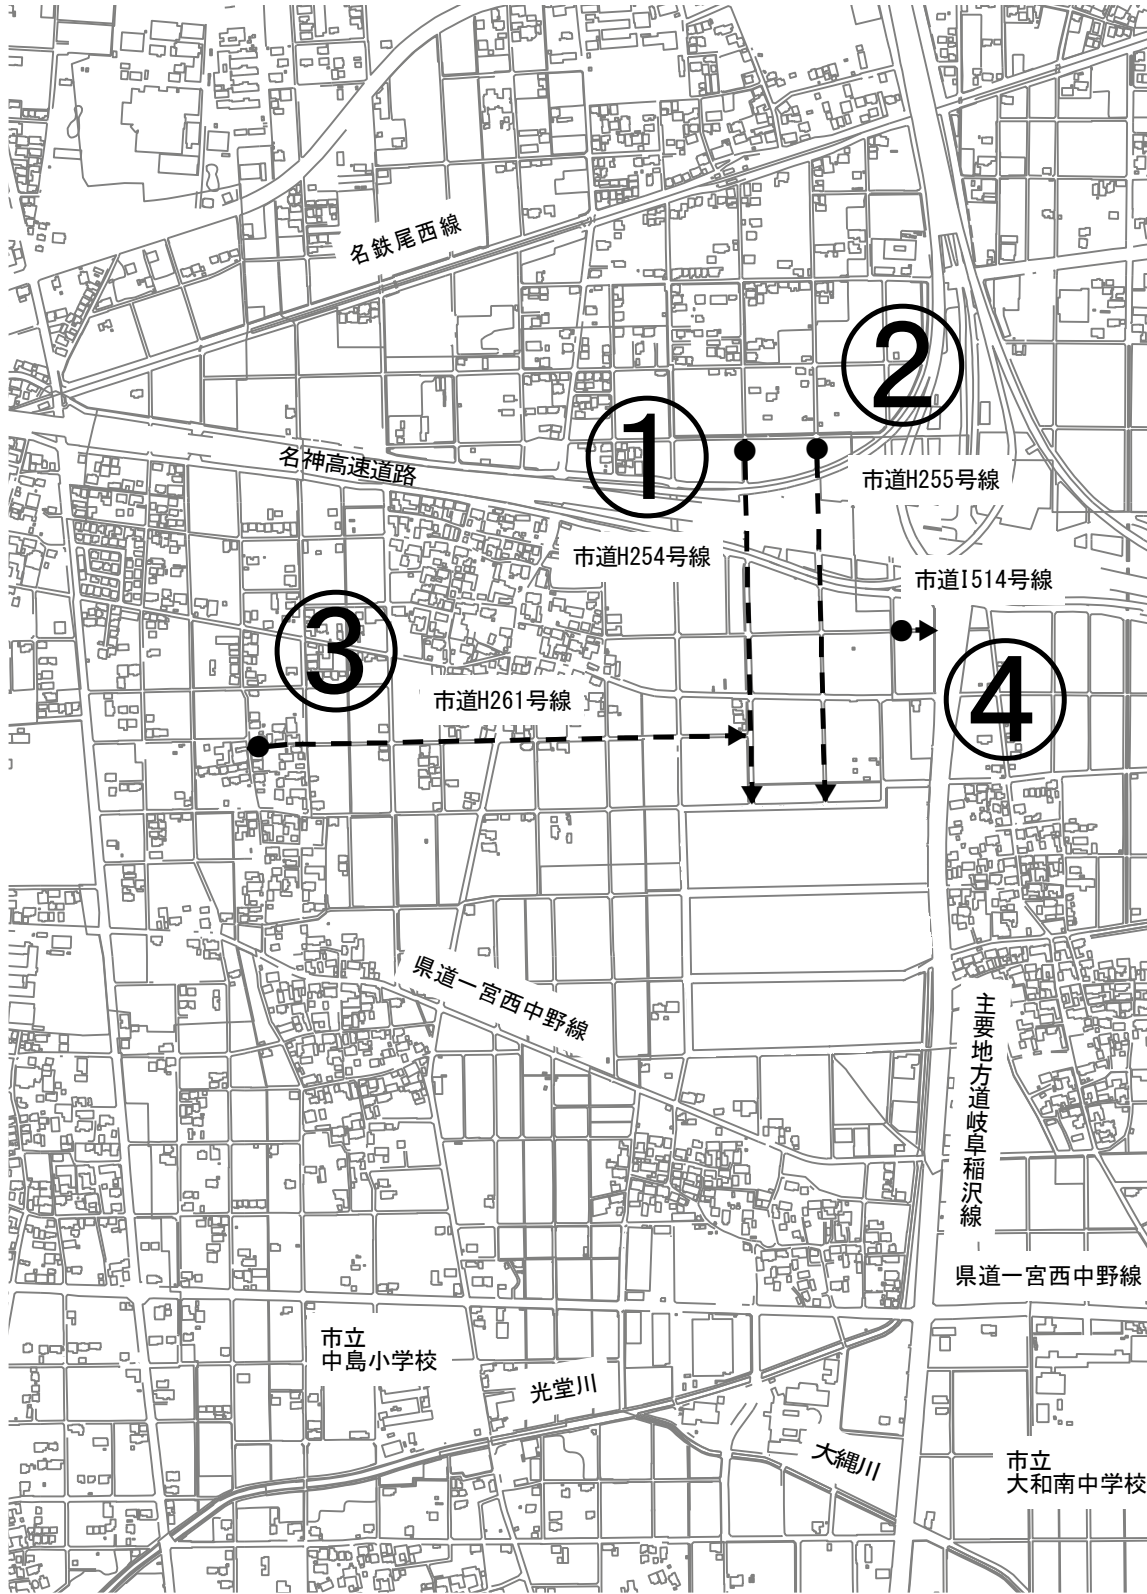 名鉄尾西線
②
①
名神高速道路
市道H255号線
市道H254号線
市道I514号線
③
④
市道H261号線
県道一宮西中野線
主要地方道岐阜稲沢線
県道一宮西中野線
市立
中島小学校
光堂川
大縄川
市立
大和南中学校